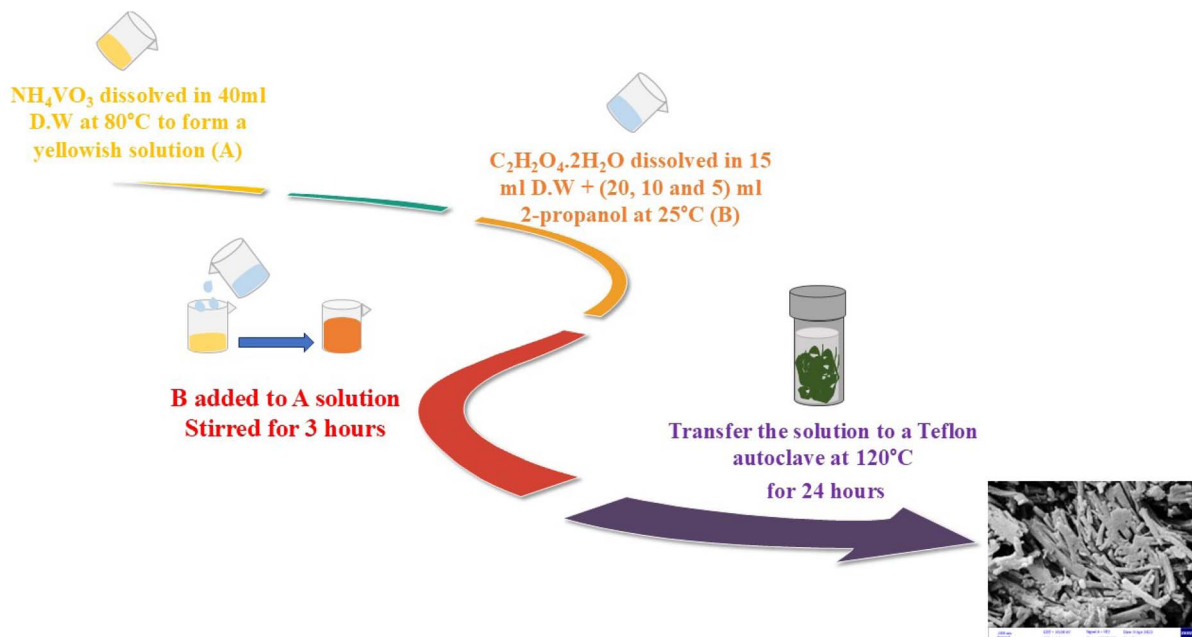 NH₄VO₃ dissolved in 40ml
D.W at 80°C to form a
yellowish solution (A)
C₂H₂O₄.2H₂O dissolved in 15
ml D.W + (20, 10 and 5) ml
2-propanol at 25°C (B)
B added to A solution
Stirred for 3 hours
Transfer the solution to a Teflon
autoclave at 120°C
for 24 hours